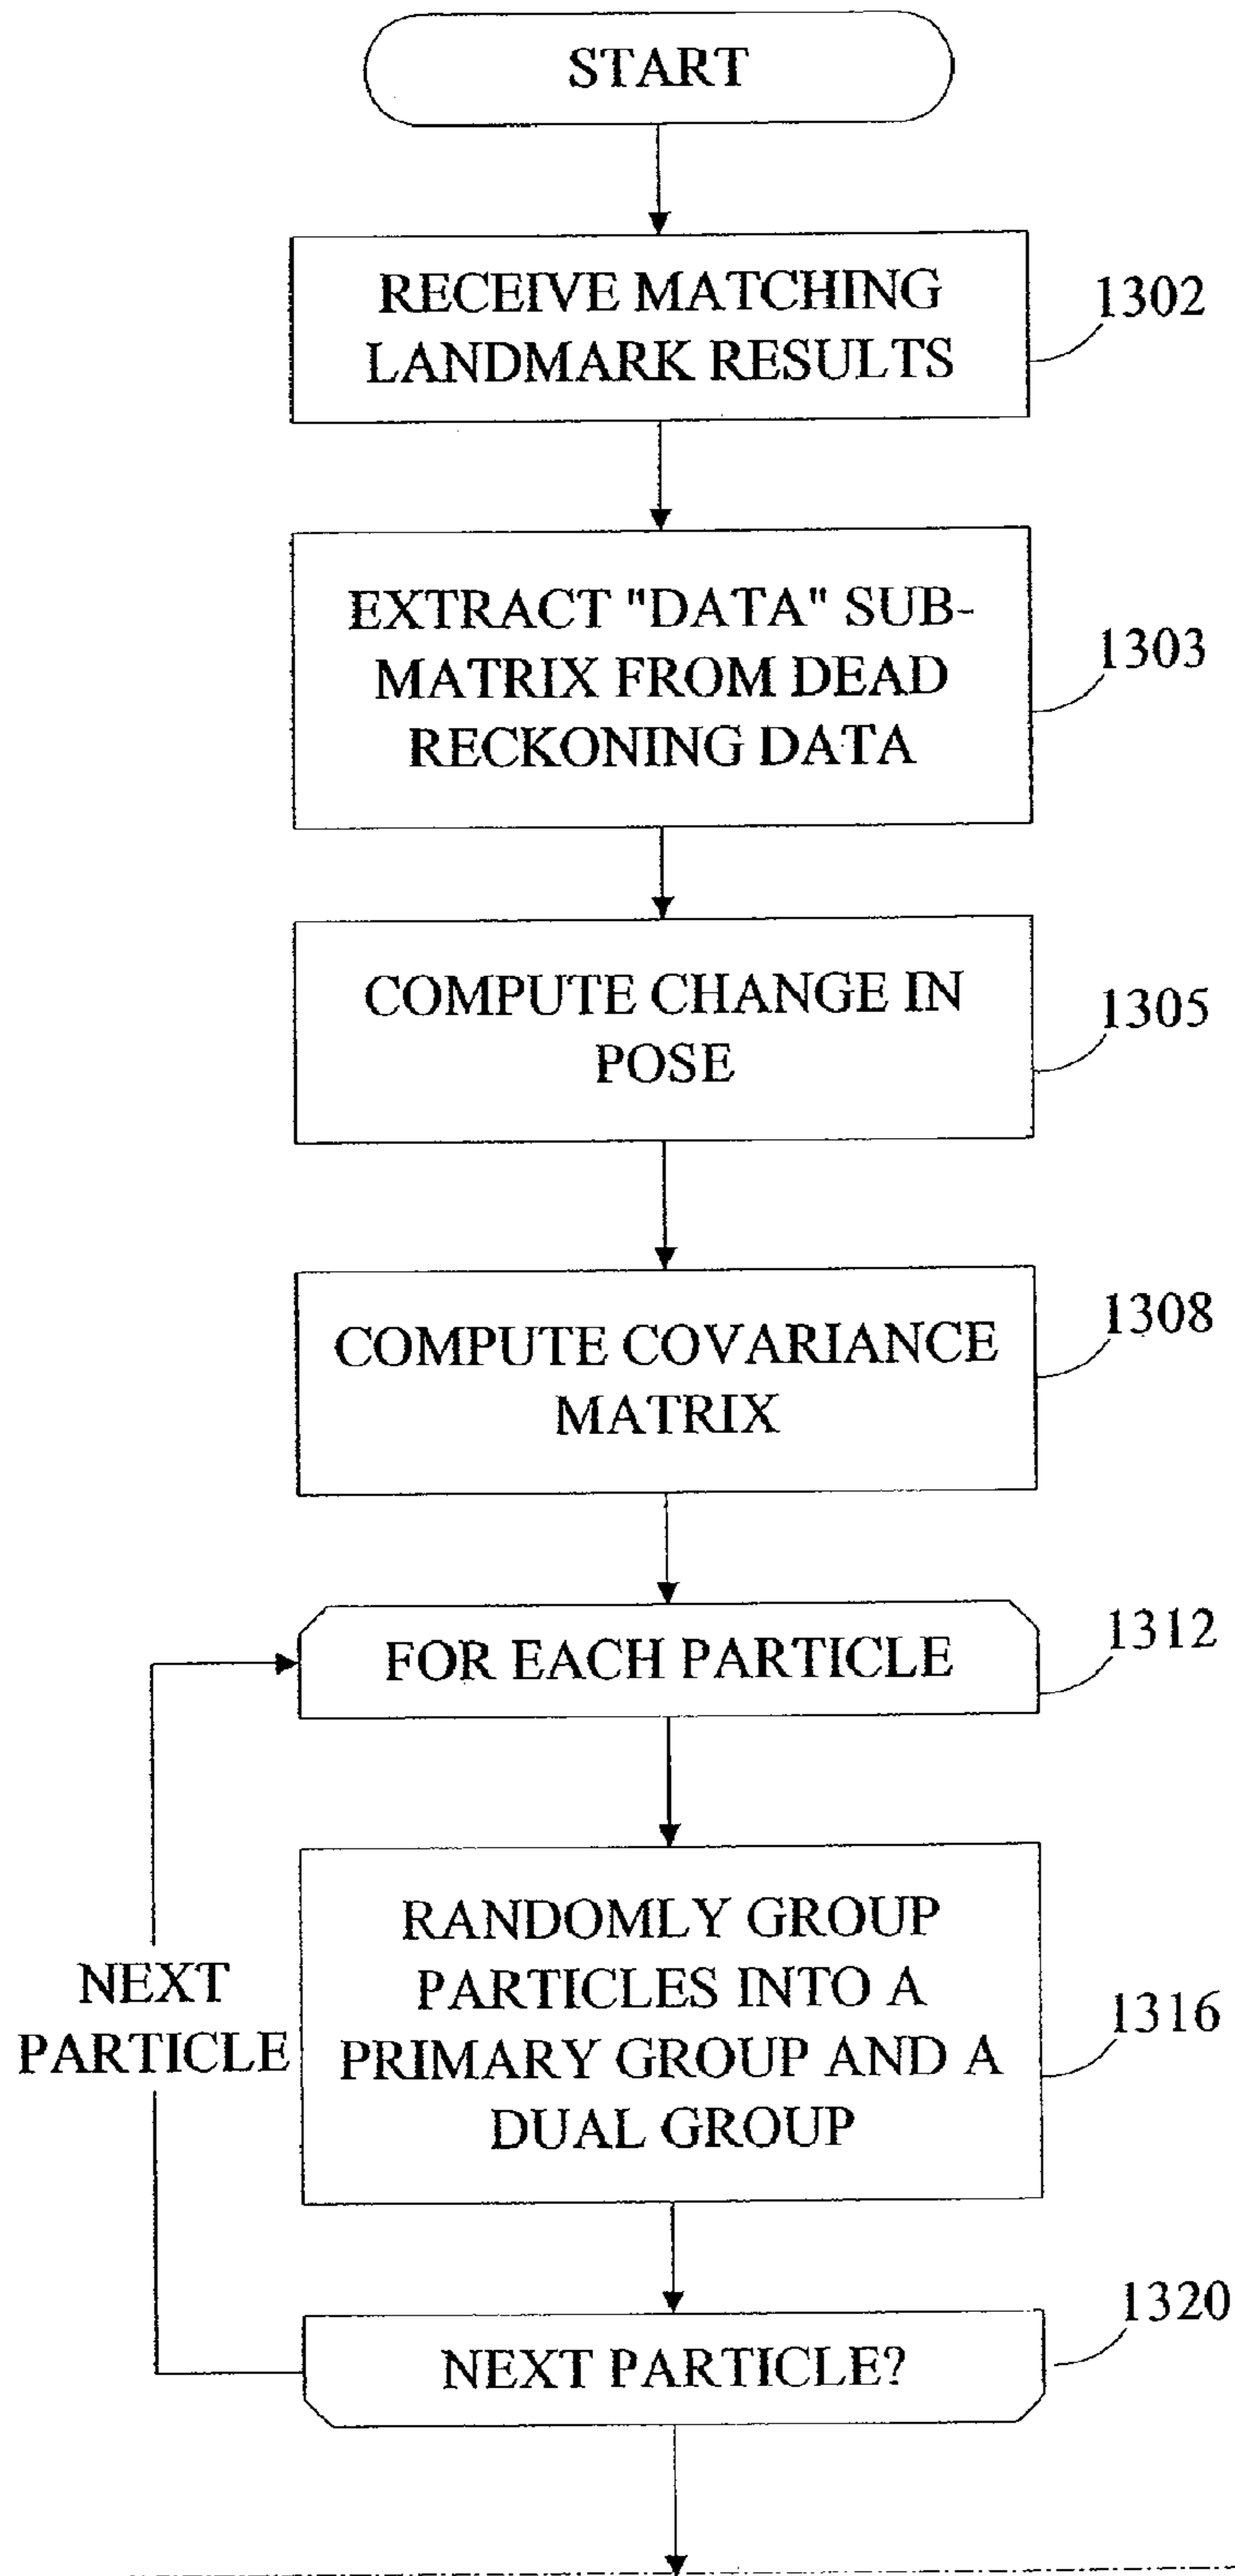 START
RECEIVE MATCHING
LANDMARK RESULTS
1302
EXTRACT "DATA" SUB-
MATRIX FROM DEAD
RECKONING DATA
1303
COMPUTE CHANGE IN
POSE
1305
COMPUTE COVARIANCE
MATRIX
1308
FOR EACH PARTICLE
1312
RANDOMLY GROUP
PARTICLES INTO A
PRIMARY GROUP AND A
DUAL GROUP
1316
NEXT
PARTICLE
NEXT PARTICLE?
1320